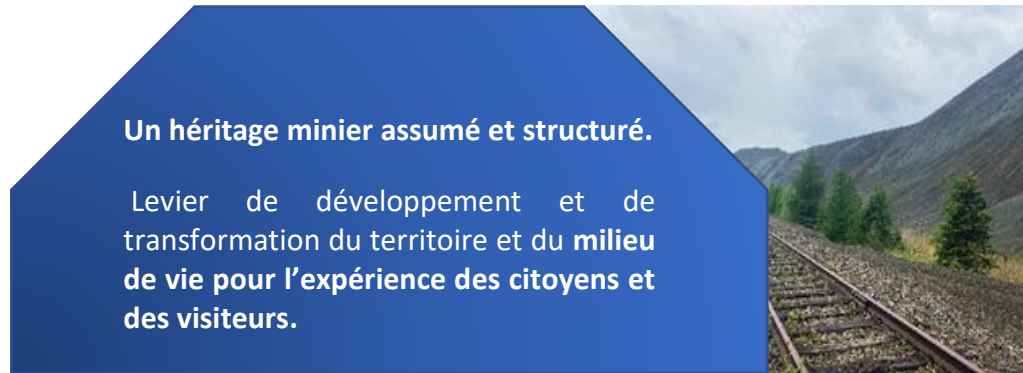 Un héritage minier assumé et structuré.
Levier de développement et de
transformation du territoire et du milieu
de vie pour l’expérience des citoyens et
des visiteurs.